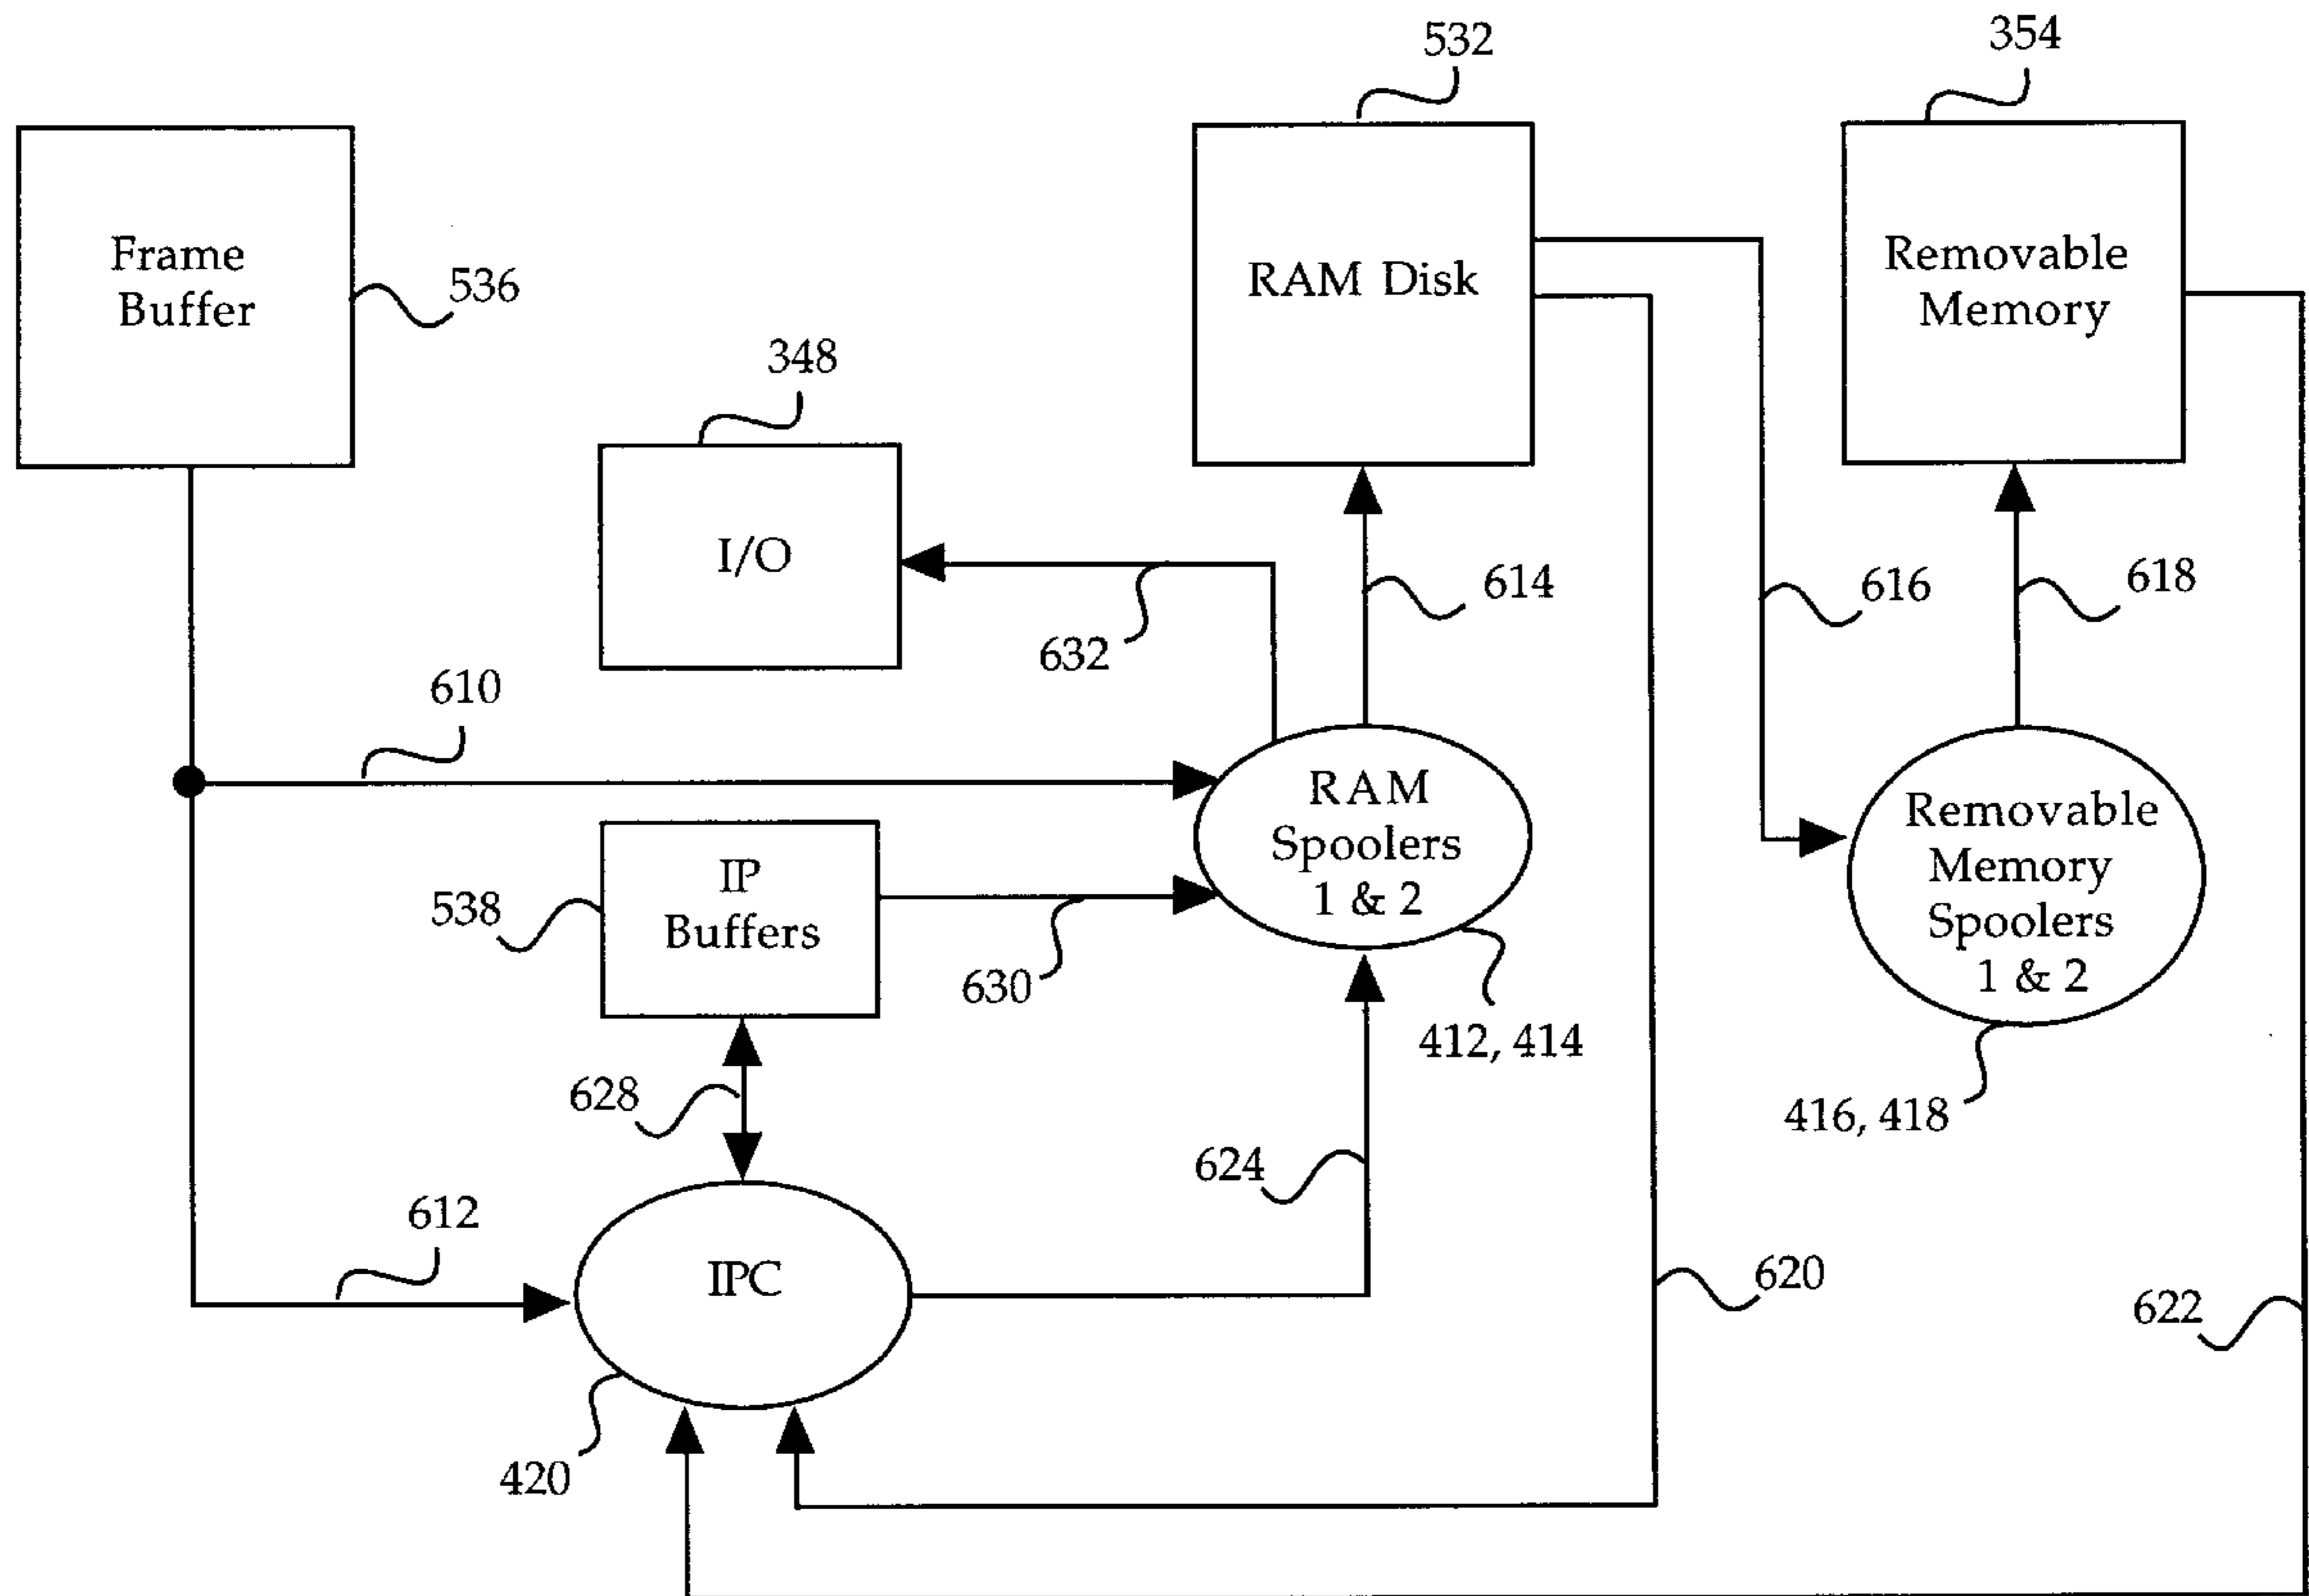 532
354
Frame
Buffer
536
RAM Disk
Removable
Memory
348
I/O
632
614
616
618
610
RAM
Spoolers
1 & 2
Removable
Memory
Spoolers
1 & 2
IP
Buffers
538
630
412, 414
416, 418
628
624
612
IPC
620
622
420